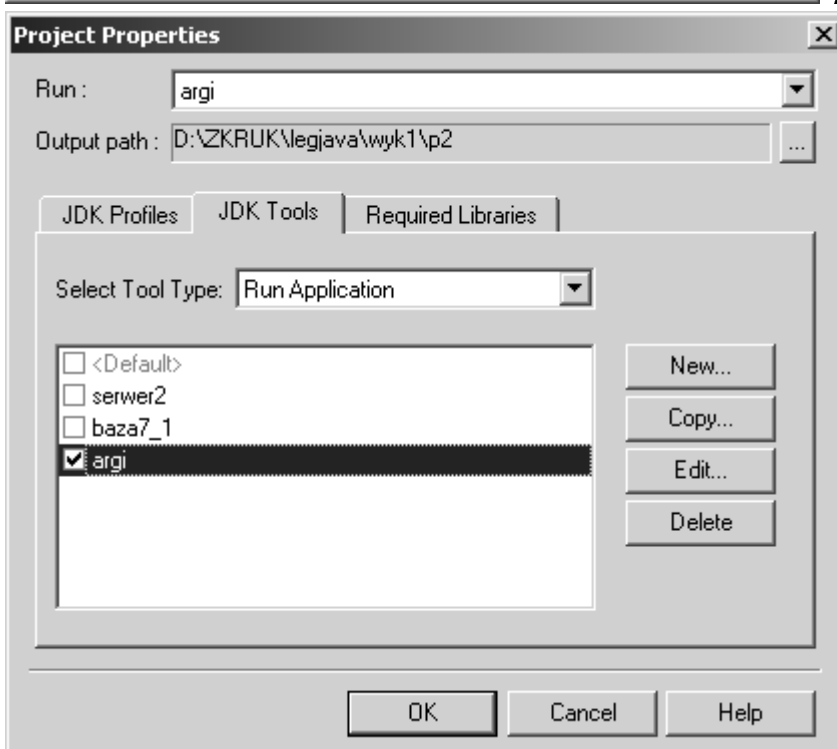 Project Properties
Run : argi
Output path : D:\ZKRUK\legjava\wyk1\p2 ...
JDK Profiles JDK Tools Required Libraries
Select Tool Type: Run Application
<Default> New...
serwer2
baza7_1 Copy...
argi Edit...
Delete
OK Cancel Help